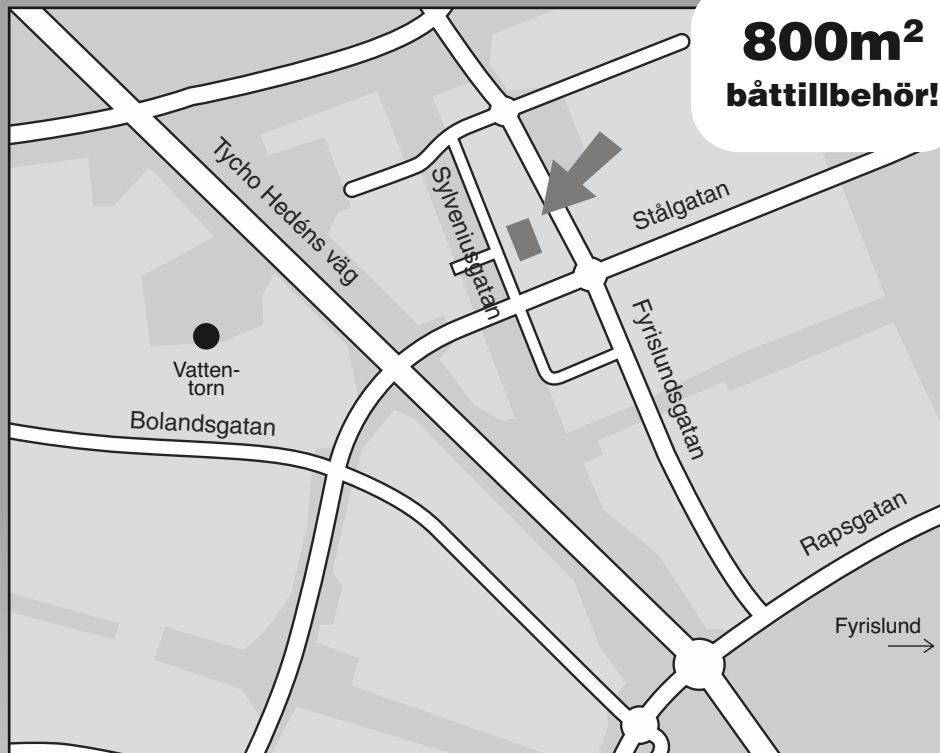 800m²
båttillbehör!
Tycho Hedéns väg
Sylveniusgatan
Stålgatan
Fyrislundsgatan
Vatten-
torn
Bolandsgatan
Rapsgatan
Fyrislund